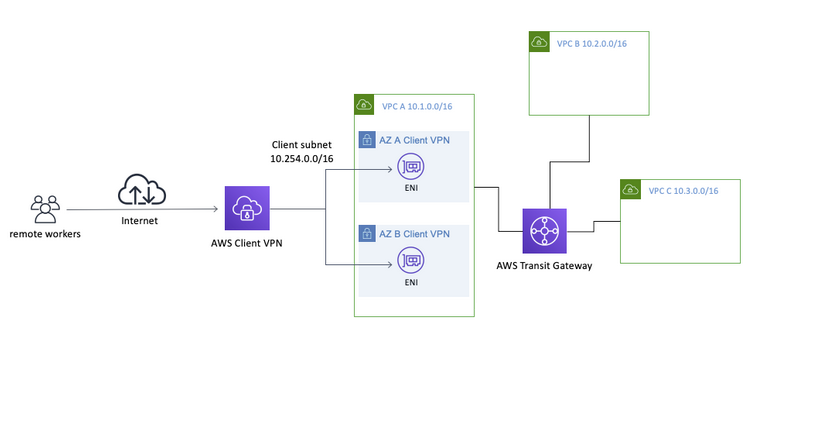 VPC B 10.2.0.0/16
VPC A 10.1.0.0/16
Client subnet
10.254.0.0/16
AZ A Client VPN
ENI
VPC C 10.3.0.0/16
Internet
remote workers
AWS Client VPN
AZ B Client VPN
ENI
AWS Transit Gateway